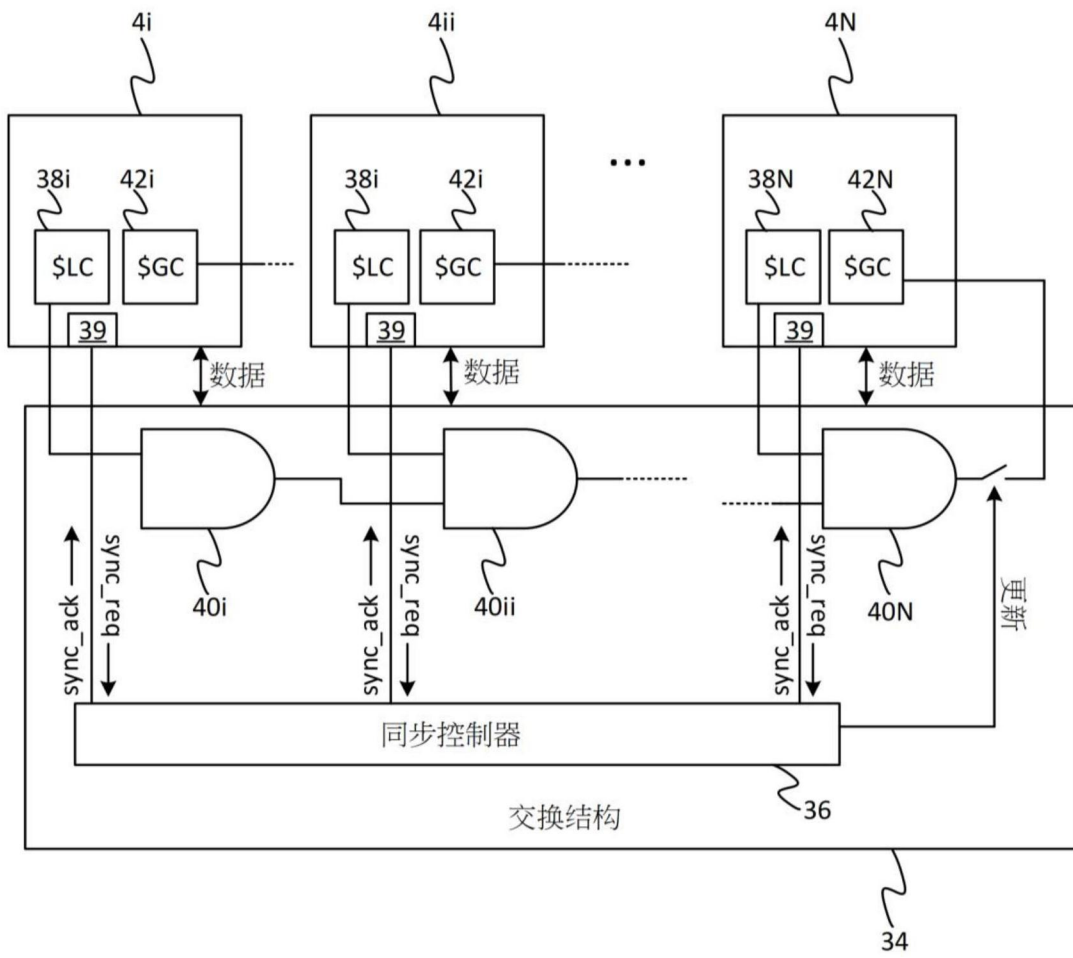 4i 4ii 4N
...
38i 42i 38i 42i 38N 42N
$LC $GC $LC $GC $LC $GC
39 39 39
数据 数据 数据
sync_ack sync_req sync_ack sync_req sync_ack sync_req
40i 40ii 40N
更新
同步控制器
36
交换结构
34